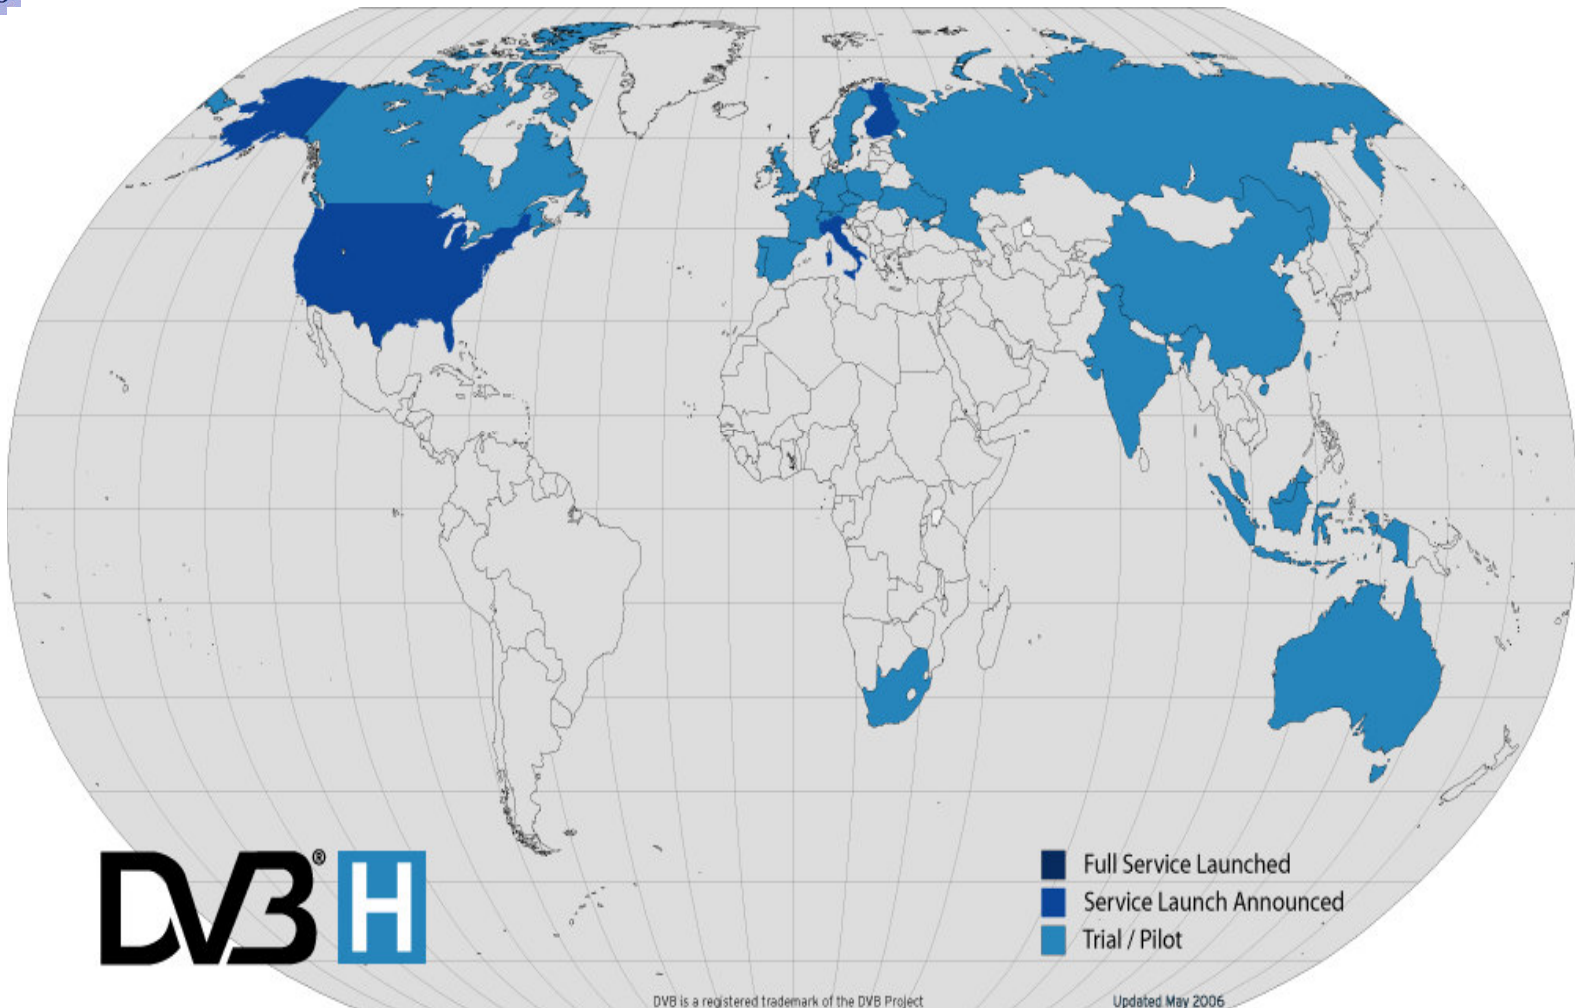 DVB® H
Full Service Launched
Service Launch Announced
Trial / Pilot
DVB is a registered trademark of the DVB Project
Updated May 2006